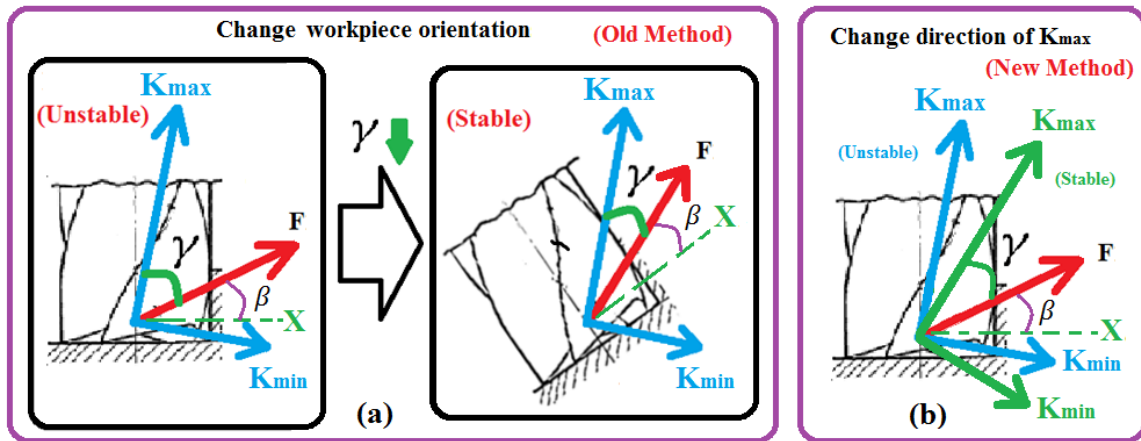 Change workpiece orientation
(Old Method)
(Unstable)
Kmax
γ
F
β
X
Kmin
γ
(Stable)
Kmax
γ
F
β
X
Kmin
(a)
Change direction of Kmax
(New Method)
Kmax
(Unstable)
Kmax
(Stable)
γ
F
β
X
Kmin
Kmin
(b)